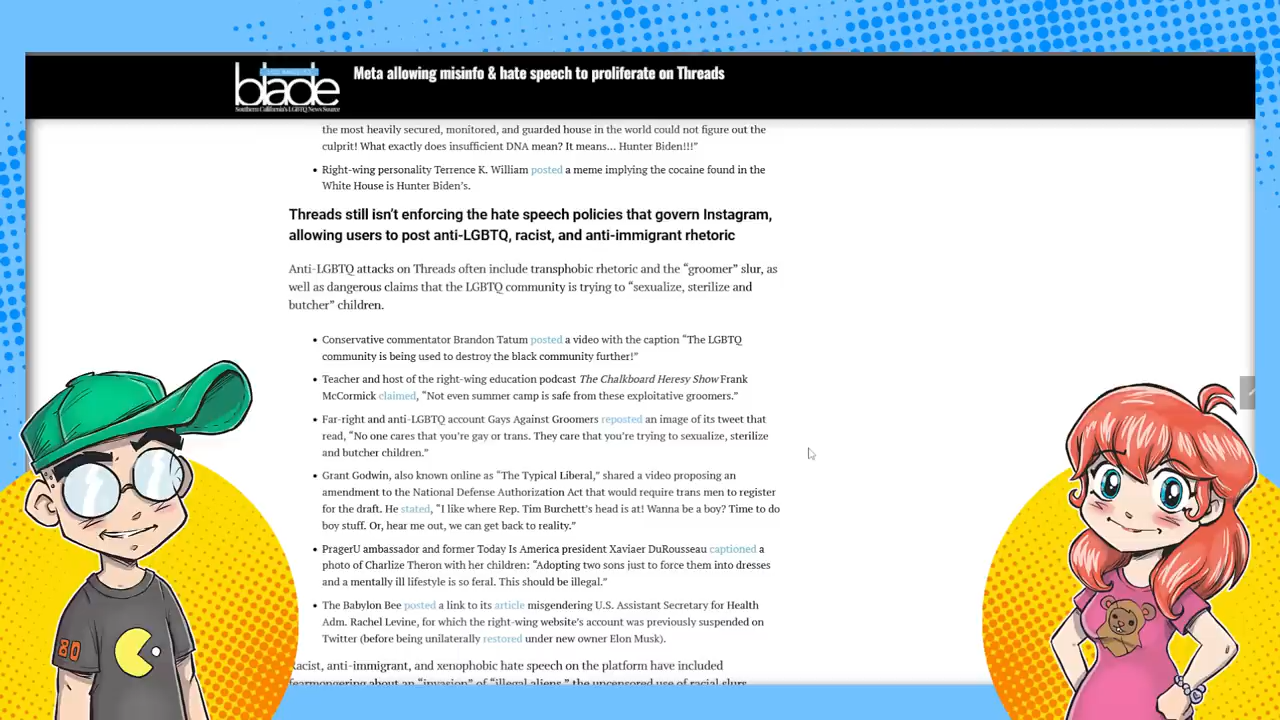 blade
Southern California's LGBTQ News Source
Meta allowing misinfo & hate speech to proliferate on Threads
the most heavily secured, monitored, and guarded house in the world could not figure out the
culprit! What exactly does insufficient DNA mean? It means… Hunter Biden!!!”
• Right-wing personality Terrence K. William posted a meme implying the cocaine found in the
White House is Hunter Biden’s.
Threads still isn’t enforcing the hate speech policies that govern Instagram,
allowing users to post anti-LGBTQ, racist, and anti-immigrant rhetoric
Anti-LGBTQ attacks on Threads often include transphobic rhetoric and the “groomer” slur, as
well as dangerous claims that the LGBTQ community is trying to “sexualize, sterilize and
butcher” children.
• Conservative commentator Brandon Tatum posted a video with the caption “The LGBTQ
community is being used to destroy the black community further!”
• Teacher and host of the right-wing education podcast The Chalkboard Heresy Show Frank
McCormick claimed, “Not even summer camp is safe from these exploitative groomers.”
• Far-right and anti-LGBTQ account Gays Against Groomers reposted an image of its tweet that
read, “No one cares that you’re gay or trans. They care that you’re trying to sexualize, sterilize
and butcher children.”
• Grant Godwin, also known online as “The Typical Liberal,” shared a video proposing an
amendment to the National Defense Authorization Act that would require trans men to register
for the draft. He stated, “I like where Rep. Tim Burchett’s head is at! Wanna be a boy? Time to do
boy stuff. Or, hear me out, we can get back to reality.”
• PragerU ambassador and former Today Is America president Xaviaer DuRousseau captioned a
photo of Charlize Theron with her children: “Adopting two sons just to force them into dresses
and a mentally ill lifestyle is so feral. This should be illegal.”
• The Babylon Bee posted a link to its article misgendering U.S. Assistant Secretary for Health
Adm. Rachel Levine, for which the right-wing website’s account was previously suspended on
Twitter (before being unilaterally restored under new owner Elon Musk).
Racist, anti-immigrant, and xenophobic hate speech on the platform have included
fearmongering about an “invasion” of “illegal aliens,” the uncensored use of racial slurs
80